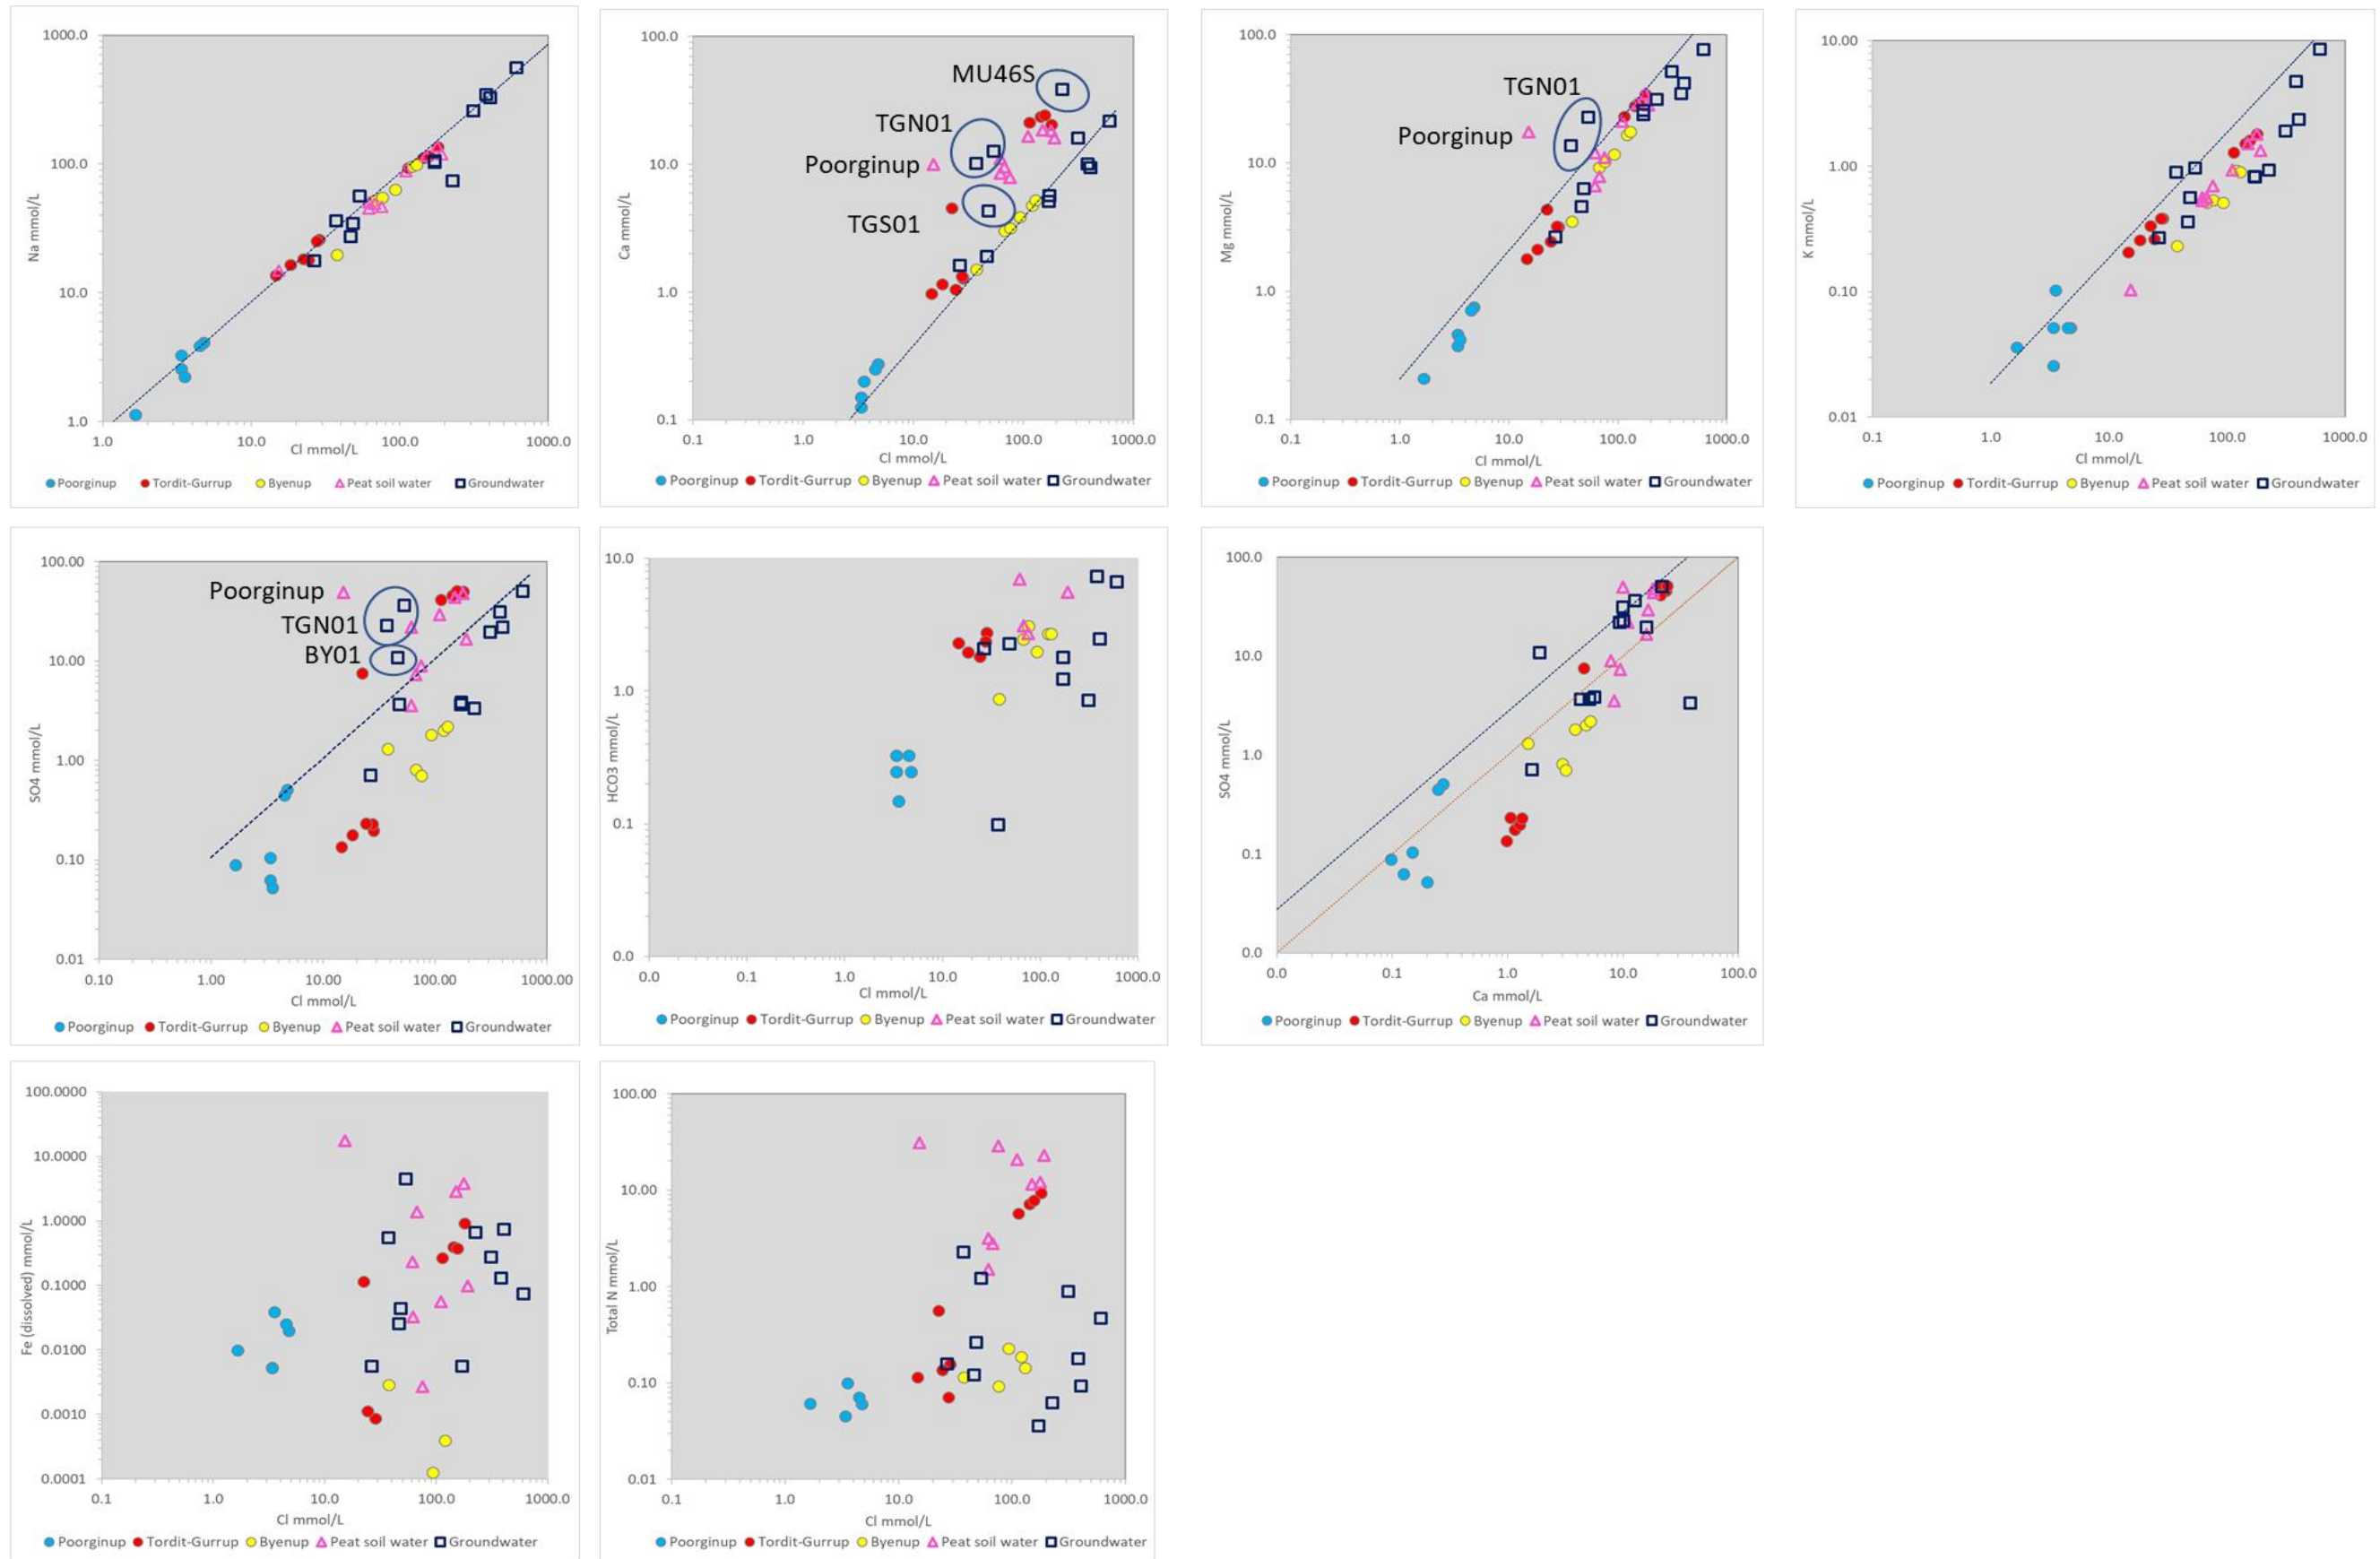 1000.0
100.0
10.0
1.0
Na mmol/L
1.0 10.0 100.0 1000.0
Cl mmol/L
Poorginup Tordit-Gurrup Byenup Peat soil water Groundwater
100.0
10.0
1.0
0.1
Ca mmol/L
MU46S
TGN01
Poorginup
TGS01
0.1 1.0 10.0 100.0 1000.0
Cl mmol/L
Poorginup Tordit-Gurrup Byenup Peat soil water Groundwater
100.0
10.0
1.0
0.1
Mg mmol/L
TGN01
Poorginup
0.1 1.0 10.0 100.0 1000.0
Cl mmol/L
Poorginup Tordit-Gurrup Byenup Peat soil water Groundwater
10.00
1.00
0.10
0.01
K mmol/L
0.1 1.0 10.0 100.0 1000.0
Cl mmol/L
Poorginup Tordit-Gurrup Byenup Peat soil water Groundwater
100.00
10.00
1.00
0.10
0.01
SO4 mmol/L
Poorginup
TGN01
BY01
0.10 1.00 10.00 100.00 1000.00
Cl mmol/L
Poorginup Tordit-Gurrup Byenup Peat soil water Groundwater
10.0
1.0
0.1
0.0
HCO3 mmol/L
0.0 0.1 1.0 10.0 100.0 1000.0
Cl mmol/L
Poorginup Tordit-Gurrup Byenup Peat soil water Groundwater
100.0
10.0
1.0
0.1
0.0
SO4 mmol/L
0.0 0.1 1.0 10.0 100.0
Ca mmol/L
Poorginup Tordit-Gurrup Byenup Peat soil water Groundwater
100.0000
10.0000
1.0000
0.1000
0.0100
0.0010
0.0001
Fe (dissolved) mmol/L
0.1 1.0 10.0 100.0 1000.0
Cl mmol/L
Poorginup Tordit-Gurrup Byenup Peat soil water Groundwater
100.00
10.00
1.00
0.10
0.01
Total N mmol/L
0.1 1.0 10.0 100.0 1000.0
Cl mmol/L
Poorginup Tordit-Gurrup Byenup Peat soil water Groundwater